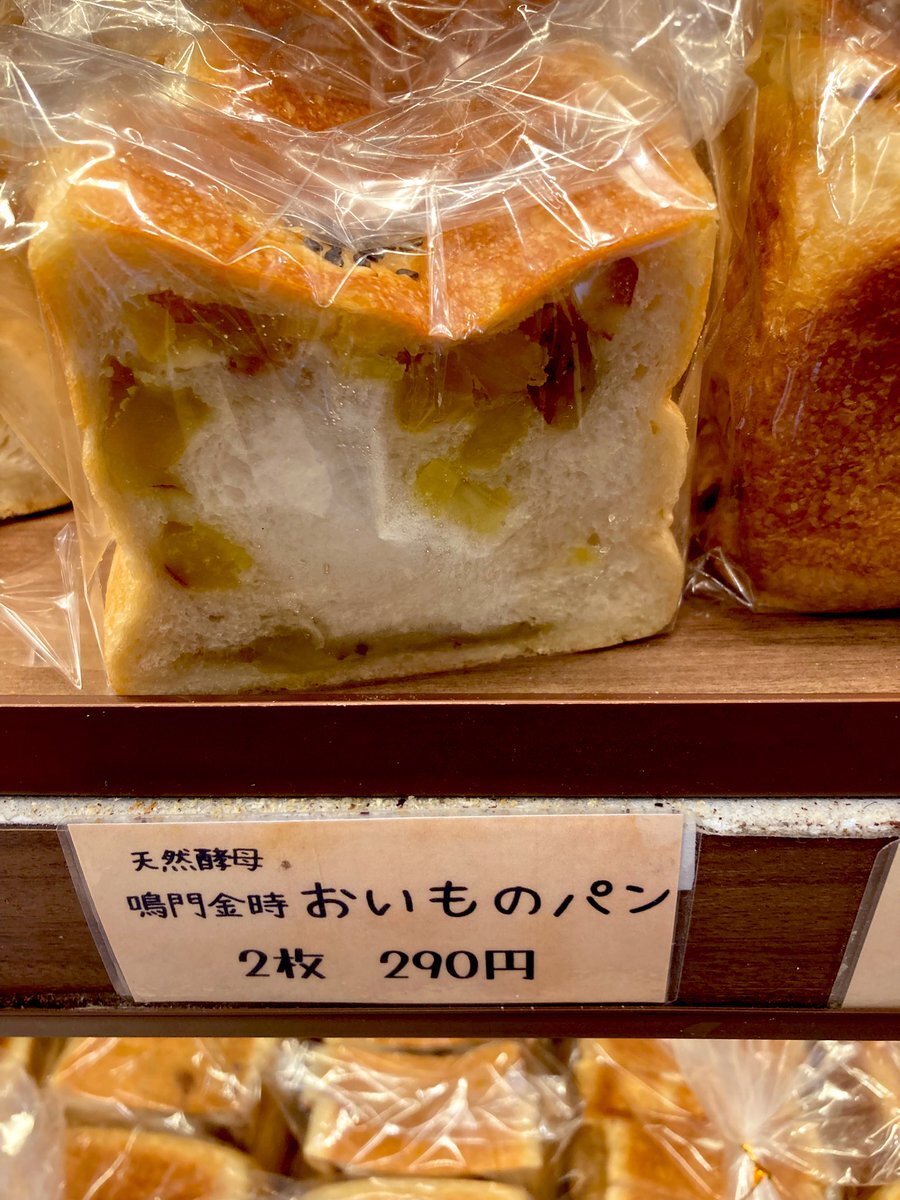 天然酵母
鳴門金時 おいものパン
2枚 290円